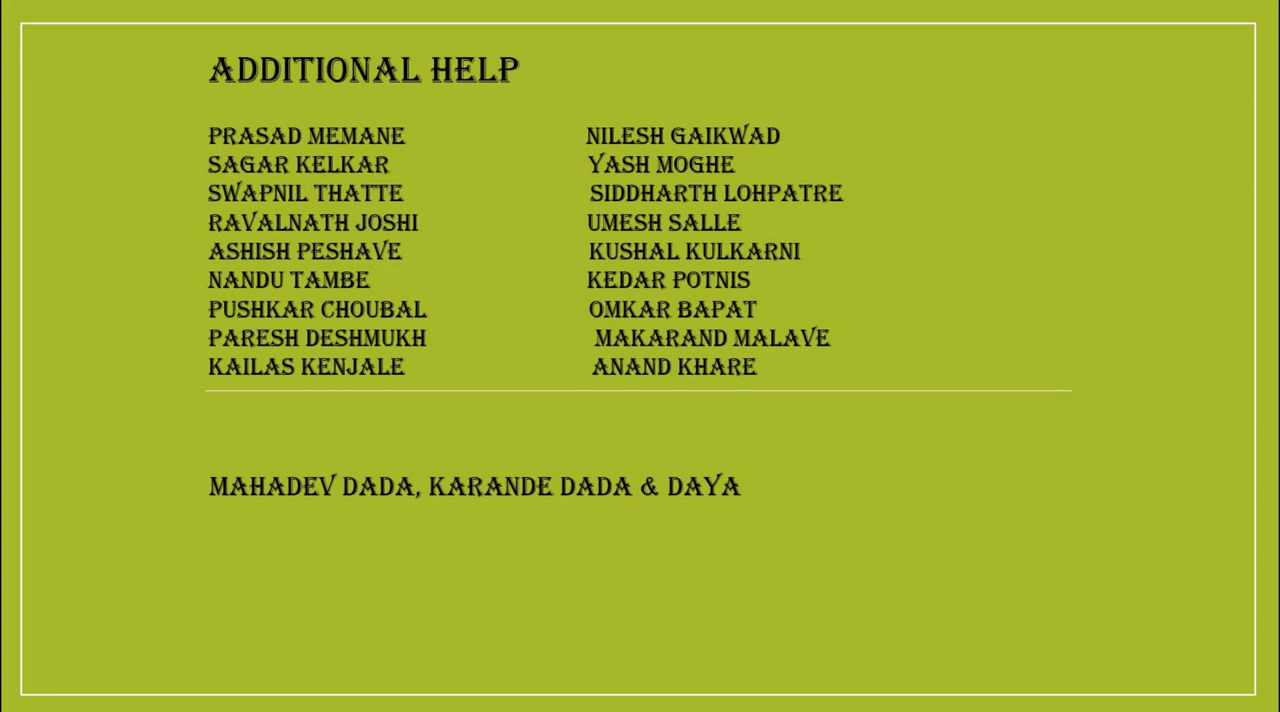 ADDITIONAL HELP
PRASAD MEMANE NILESH GAIKWAD
SAGAR KELKAR YASH MOGHE
SWAPNIL THATTE SIDDHARTH LOHPATRE
RAVALNATH JOSHI UMESH SALLE
ASHISH PESHAVE KUSHAL KULKARNI
NANDU TAMBE KEDAR POTNIS
PUSHKAR CHOUBAL OMKAR BAPAT
PARESH DESHMUKH MAKARAND MALAVE
KAILAS KENJALE ANAND KHARE
MAHADEV DADA, KARANDE DADA & DAYA